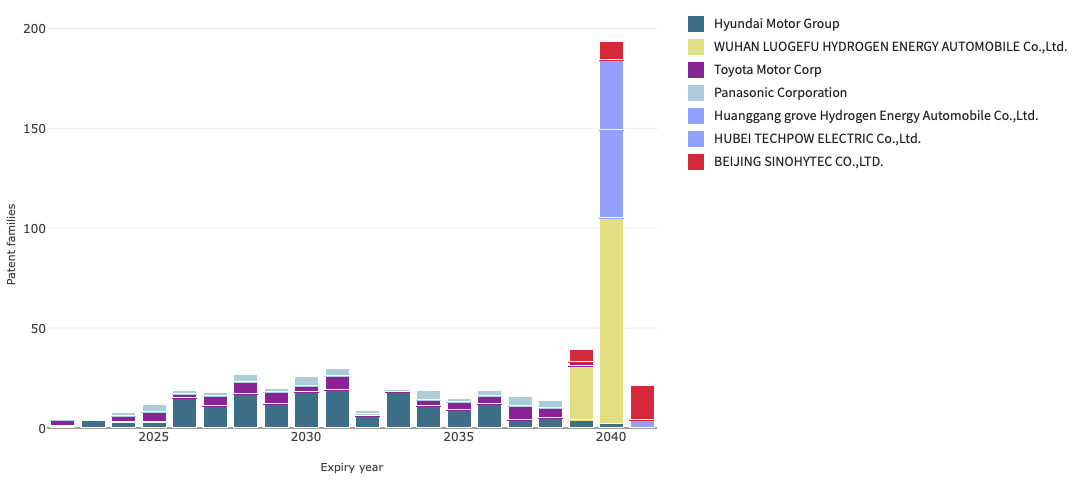 200
150
100
50
0
Patent families
2025
2030
2035
2040
Expiry year
Hyundai Motor Group
WUHAN LUOGEFU HYDROGEN ENERGY AUTOMOBILE Co.,Ltd.
Toyota Motor Corp
Panasonic Corporation
Huanggang grove Hydrogen Energy Automobile Co.,Ltd.
HUBEI TECHPOW ELECTRIC Co.,Ltd.
BEIJING SINOHYTEC CO.,LTD.